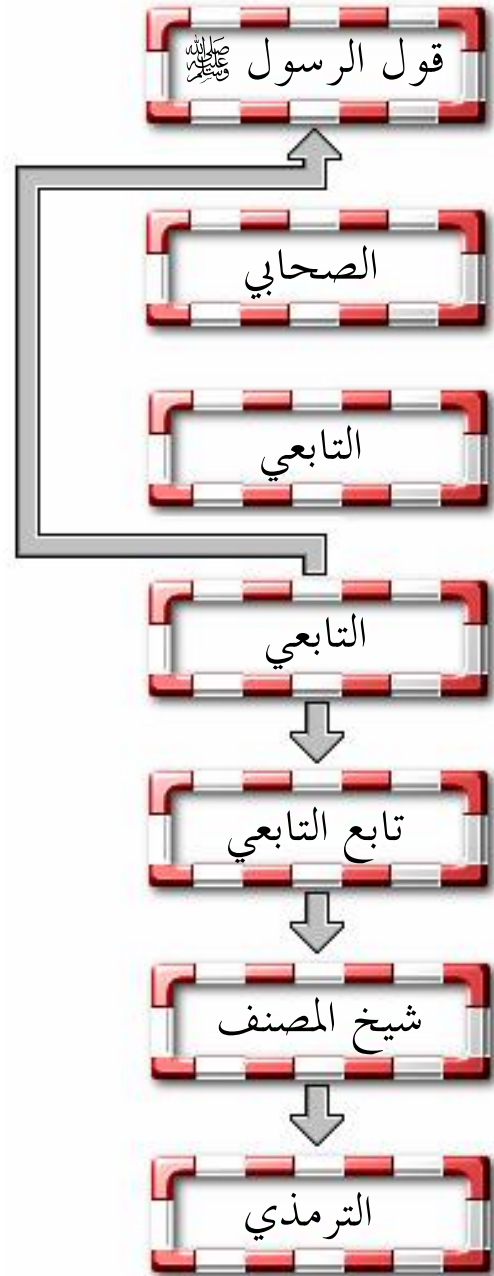 قول الرسول ﷺ
الصحابي
التابعي
التابعي
تابع التابعي
شيخ المصنف
الترمذي